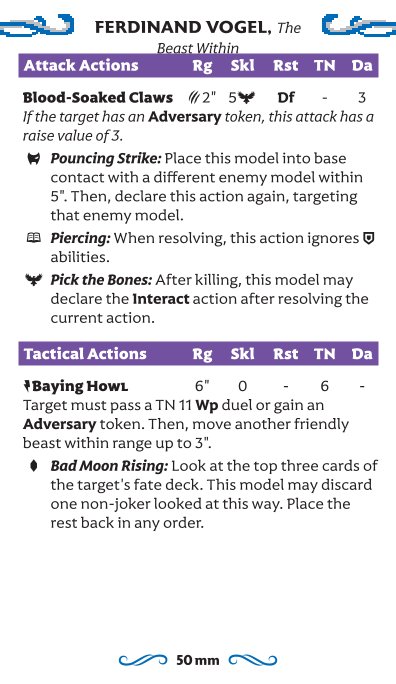 FERDINAND VOGEL, The
Beast Within
Attack Actions Rg Skl Rst TN Da
Blood-Soaked Claws 2" 5 Df - 3
If the target has an Adversary token, this attack has a
raise value of 3.
Pouncing Strike: Place this model into base
contact with a different enemy model within
5". Then, declare this action again, targeting
that enemy model.
Piercing: When resolving, this action ignores
abilities.
Pick the Bones: After killing, this model may
declare the Interact action after resolving the
current action.
Tactical Actions Rg Skl Rst TN Da
Baying Howl 6" 0 - 6 -
Target must pass a TN 11 Wp duel or gain an
Adversary token. Then, move another friendly
beast within range up to 3".
Bad Moon Rising: Look at the top three cards of
the target's fate deck. This model may discard
one non-joker looked at this way. Place the
rest back in any order.
50 mm